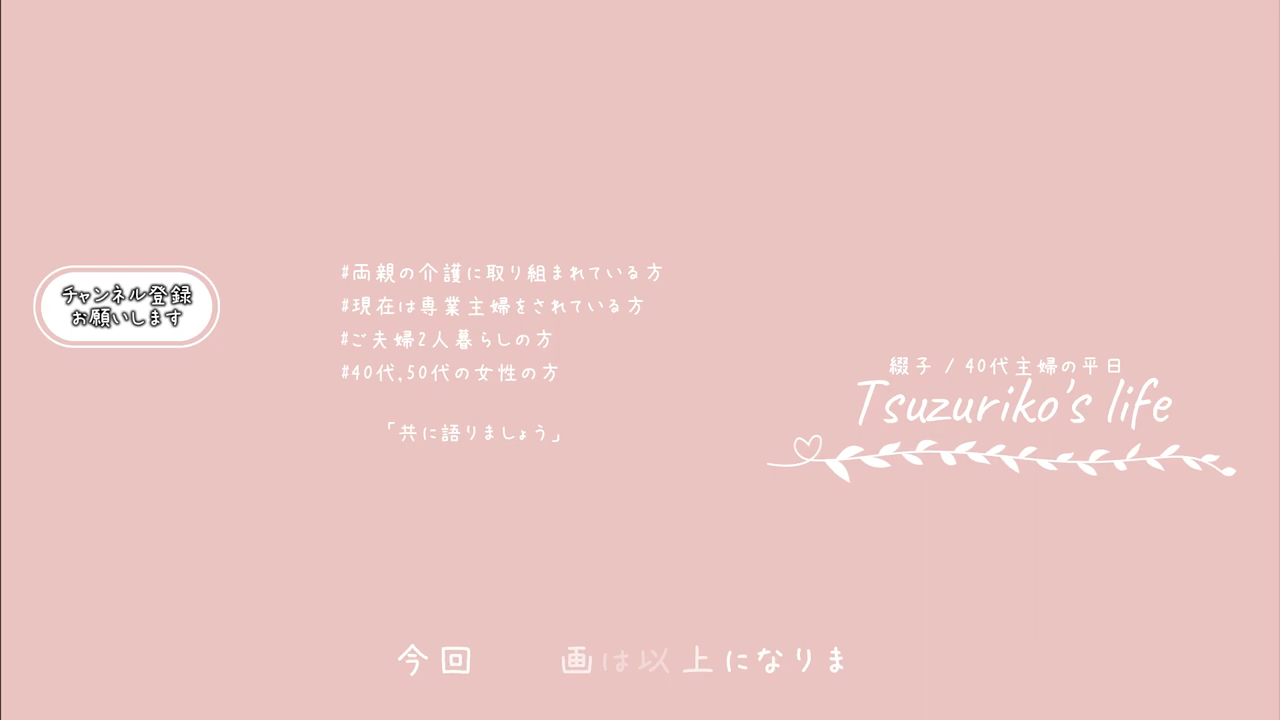 チャンネル登録
お願いします
#両親の介護に取り組まれている方
#現在は専業主婦をされている方
#ご夫婦2人暮らしの方
#40代,50代の女性の方
「共に語りましょう」
綴子 / 40代主婦の平日
Tsuzuriko's life
今回 画は以上になりま